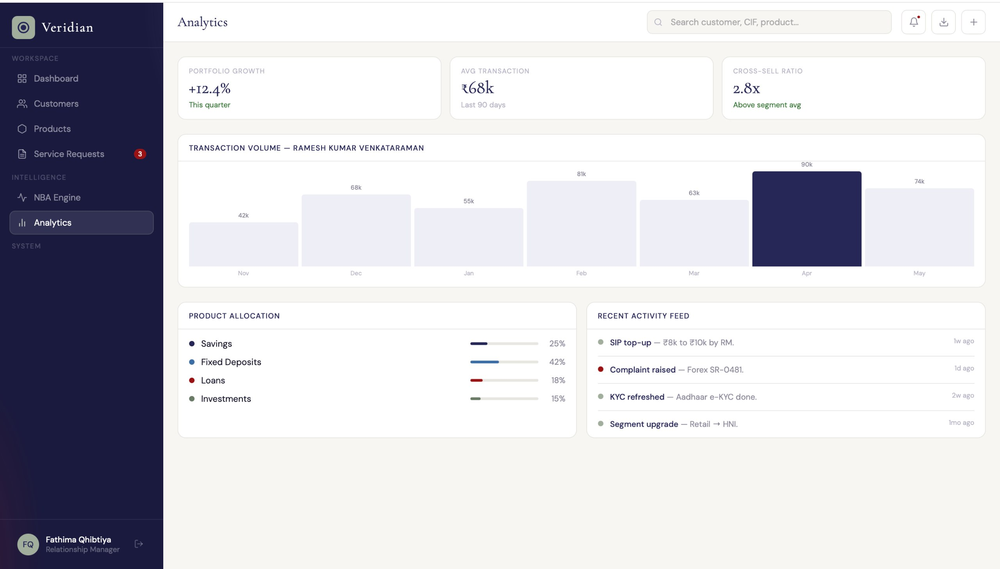 Veridian
WORKSPACE
Dashboard
Customers
Products
Service Requests 3
INTELLIGENCE
NBA Engine
Analytics
SYSTEM
FQ
Fathima Qhibtiya
Relationship Manager
Analytics
Search customer, CIF, product...
PORTFOLIO GROWTH
+12.4%
This quarter
AVG TRANSACTION
₹68k
Last 90 days
CROSS-SELL RATIO
2.8x
Above segment avg
TRANSACTION VOLUME — RAMESH KUMAR VENKATARAMAN
42k 68k 55k 81k 63k 90k 74k
Nov Dec Jan Feb Mar Apr May
PRODUCT ALLOCATION
Savings 25%
Fixed Deposits 42%
Loans 18%
Investments 15%
RECENT ACTIVITY FEED
SIP top-up — ₹8k to ₹10k by RM. 1w ago
Complaint raised — Forex SR-0481. 1d ago
KYC refreshed — Aadhaar e-KYC done. 2w ago
Segment upgrade — Retail → HNI. 1mo ago